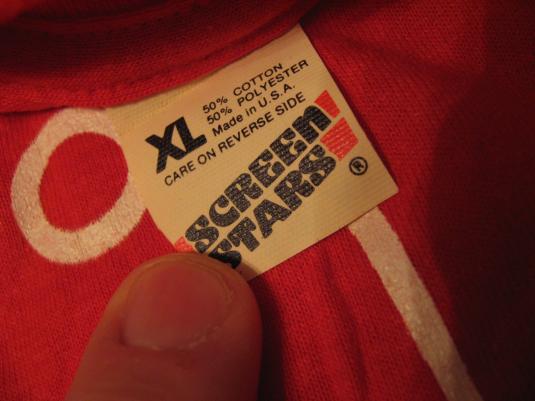 XL
50% COTTON
50% POLYESTER
Made in U.S.A.
CARE ON REVERSE SIDE
SCREEN
STARS
®